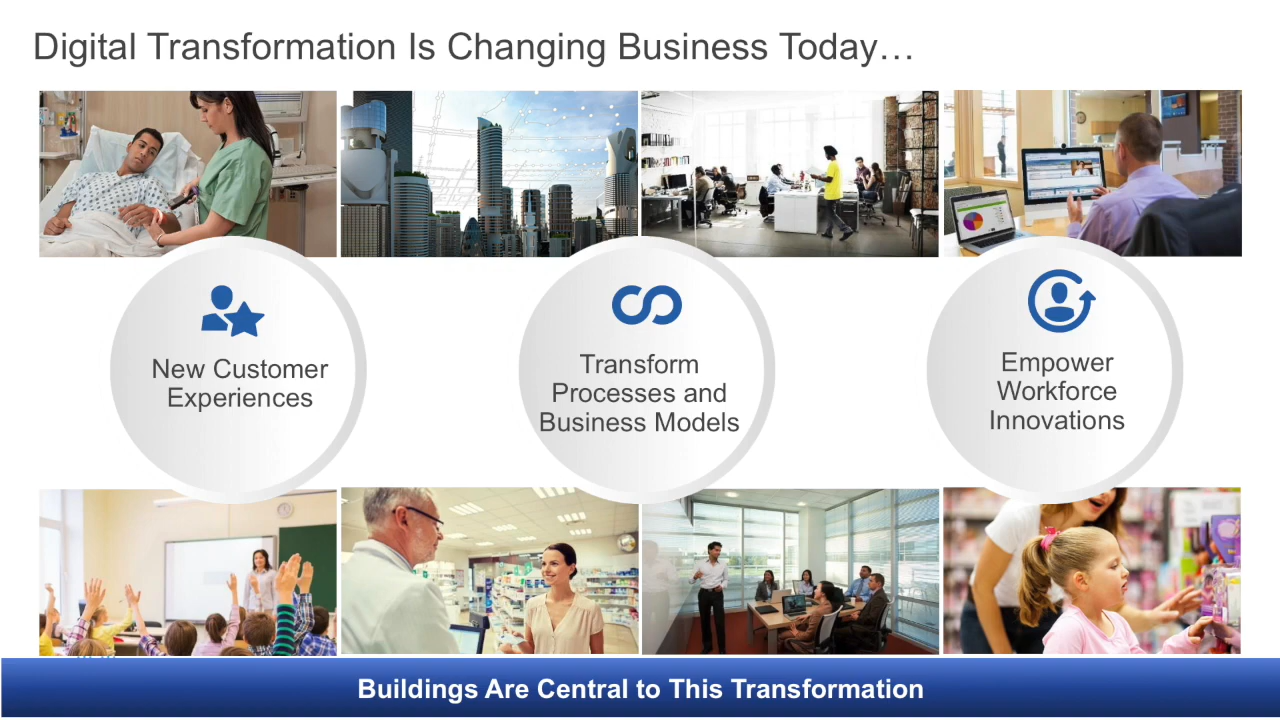 Digital Transformation Is Changing Business Today…
New Customer
Experiences
Transform
Processes and
Business Models
Empower
Workforce
Innovations
Buildings Are Central to This Transformation